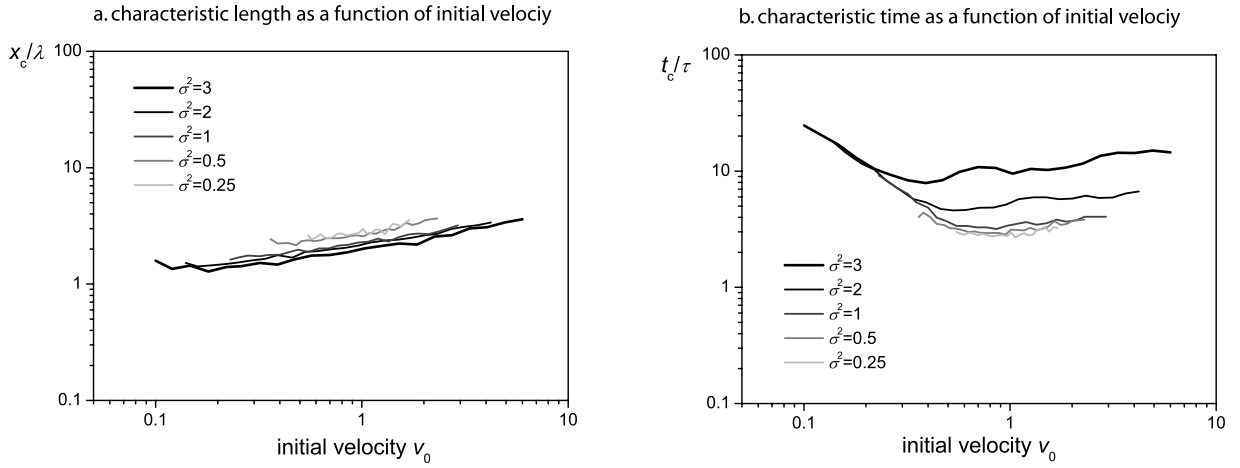 a. characteristic length as a function of initial velociy
x_c/λ
100
10
1
0.1
σ²=3
σ²=2
σ²=1
σ²=0.5
σ²=0.25
0.1
1
10
initial velocity v₀
b. characteristic time as a function of initial velociy
t_c/τ
100
10
1
0.1
σ²=3
σ²=2
σ²=1
σ²=0.5
σ²=0.25
0.1
1
10
initial velocity v₀